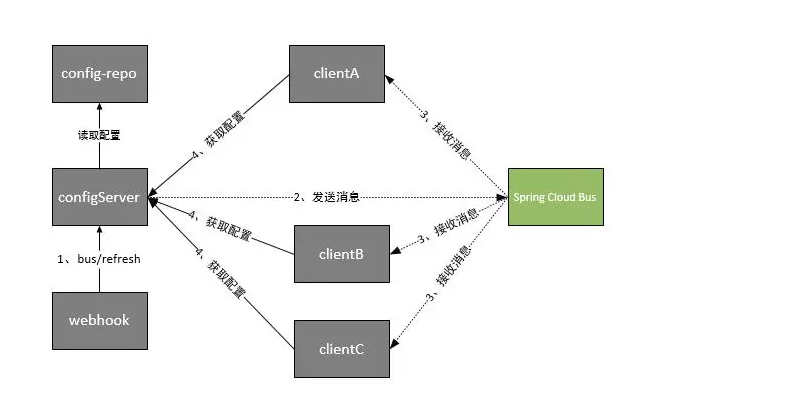 config-repo
clientA
4、获取配置
3、接收消息
读取配置
configServer
2、发送消息
Spring Cloud Bus
4、获取配置
3、接收消息
clientB
1、bus/refresh
4、获取配置
3、接收消息
webhook
clientC